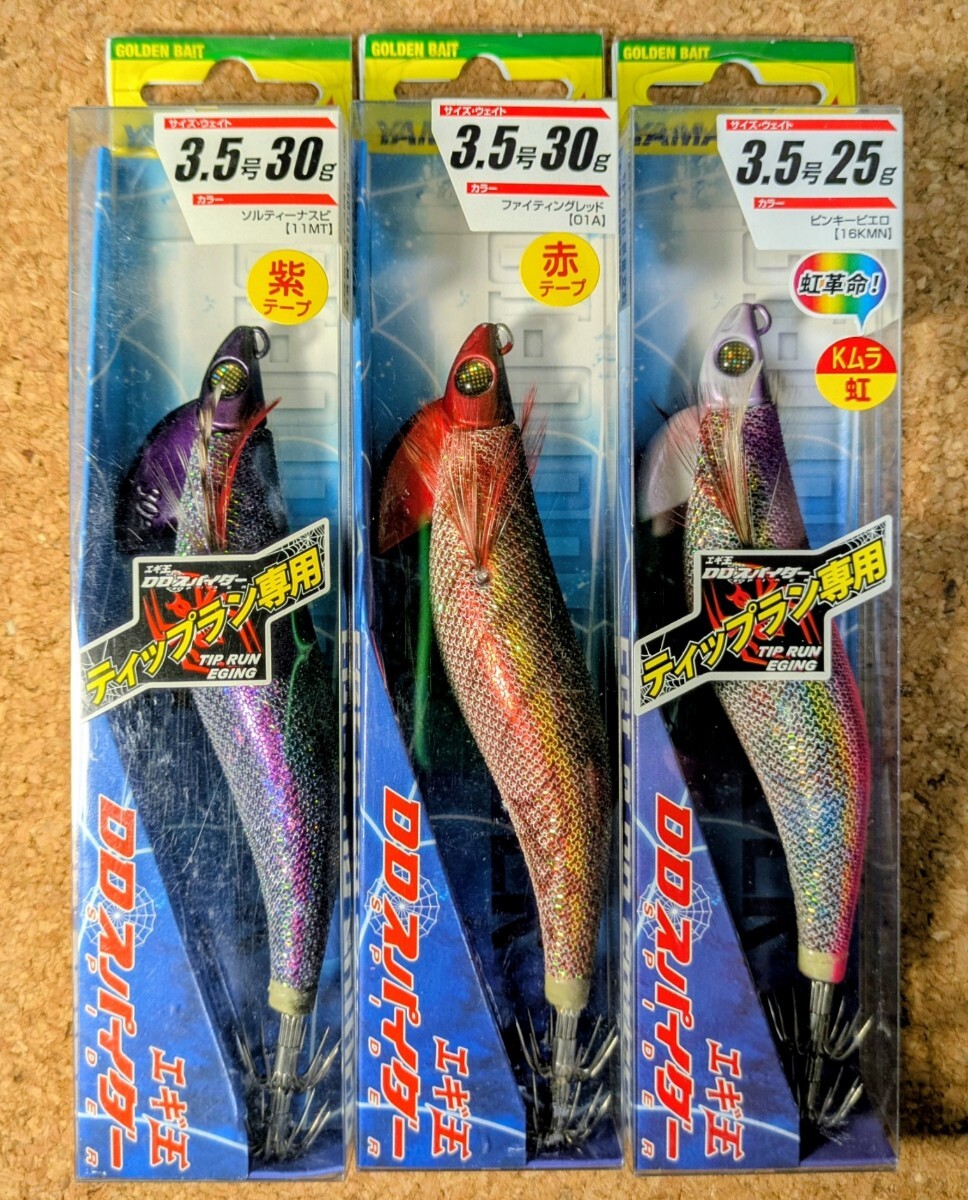 GOLDEN BAIT
YAM
サイズ・ウェイト
3.5号30g
カラー
ソルティーナスビ
【11MT】
紫
テープ
エギ王
DDスパイダー
ティップラン専用
TIP RUN
EGING
DDスパイダー
SPIDER
エギ王
GOLDEN BAIT
YAMA
サイズ・ウェイト
3.5号30g
カラー
ファイティングレッド
【01A】
赤
テープ
DDスパイダー
SPIDER
エギ王
GOLDEN BAIT
AMA
サイズ・ウェイト
3.5号25g
カラー
ピンキーピエロ
【16KMN】
虹革命!
Kムラ
虹
エギ王
DDスパイダー
ティップラン専用
TIP RUN
EGING
DDスパイダー
SPIDER
エギ王